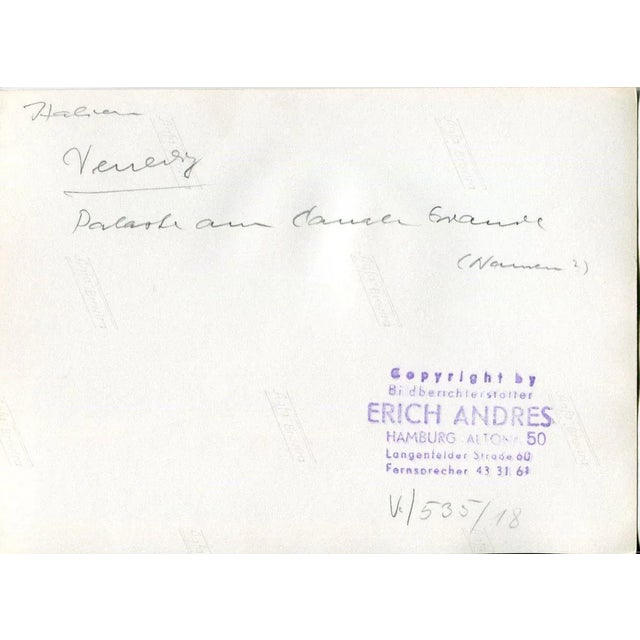 Italien
Venedig
Paläste am Canale Grande
(Namen?)
Copyright by
Bildberichterstatter
ERICH ANDRES
HAMBURG-ALTONA 50
Langenfelder Straße 60
Fernsprecher 43 31 61
V./535/18